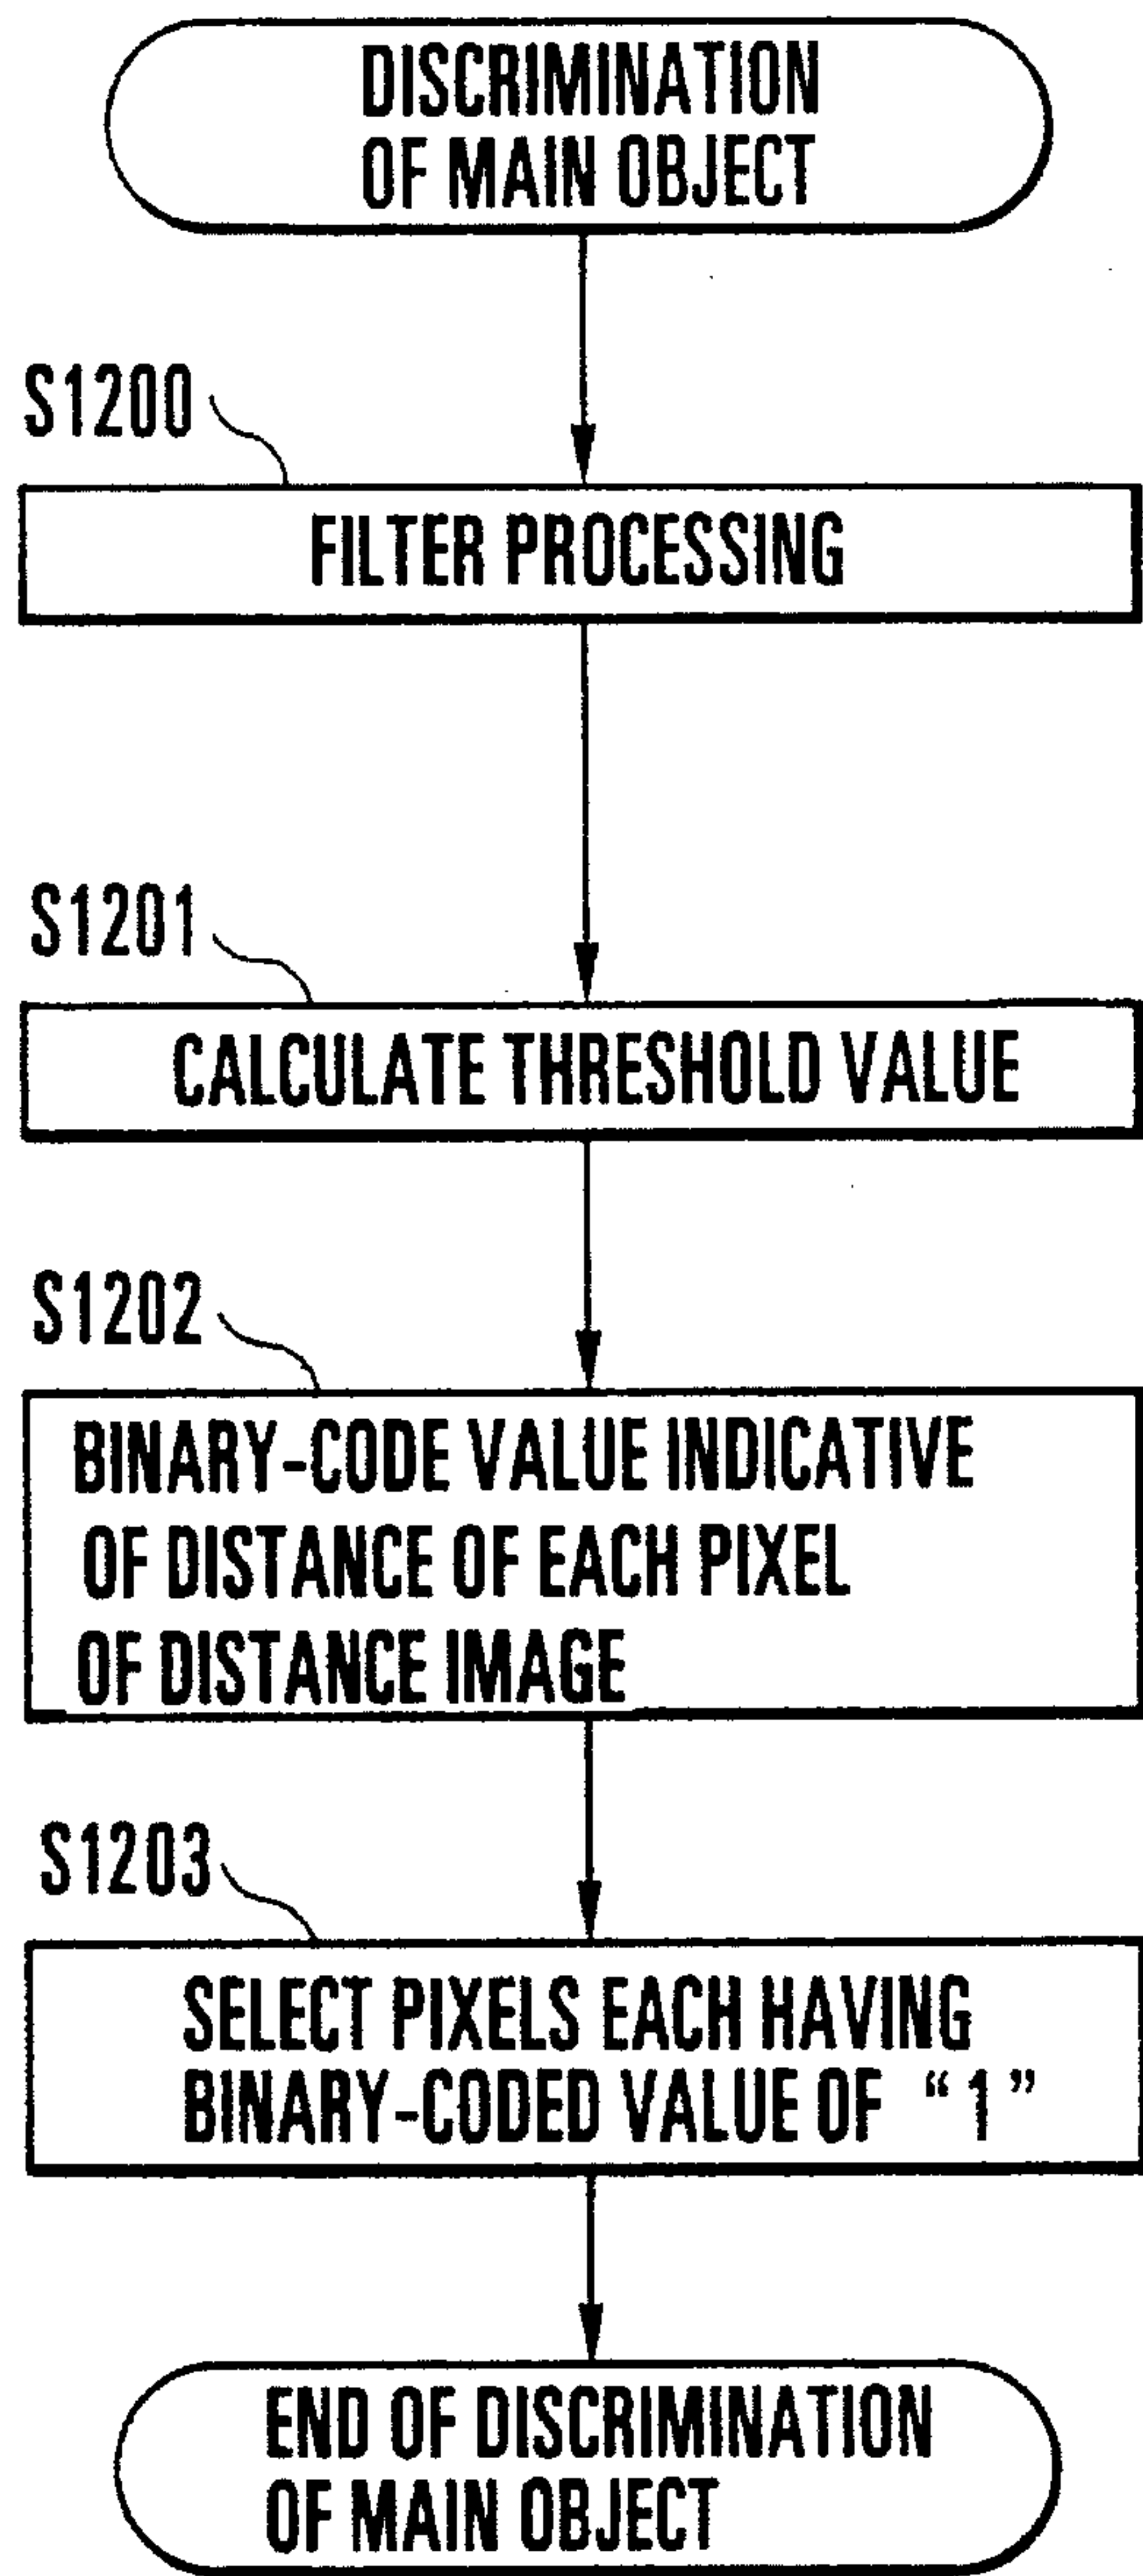 DISCRIMINATION
OF MAIN OBJECT
S1200
FILTER PROCESSING
S1201
CALCULATE THRESHOLD VALUE
S1202
BINARY-CODE VALUE INDICATIVE
OF DISTANCE OF EACH PIXEL
OF DISTANCE IMAGE
S1203
SELECT PIXELS EACH HAVING
BINARY-CODED VALUE OF “1”
END OF DISCRIMINATION
OF MAIN OBJECT